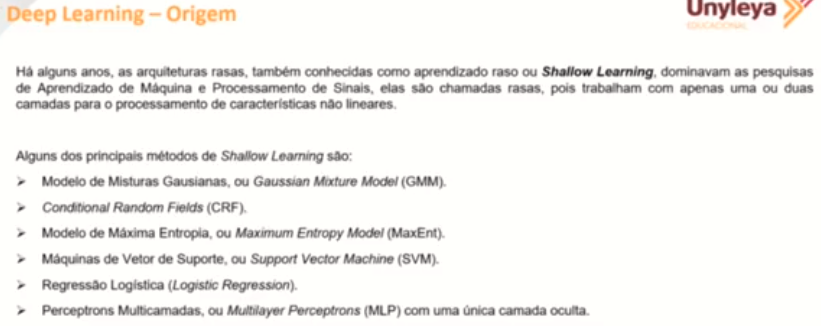 Deep Learning – Origem
Unyleya
EDUCACIONAL
Há alguns anos, as arquiteturas rasas, também conhecidas como aprendizado raso ou Shallow Learning, dominavam as pesquisas
de Aprendizado de Máquina e Processamento de Sinais, elas são chamadas rasas, pois trabalham com apenas uma ou duas
camadas para o processamento de características não lineares.
Alguns dos principais métodos de Shallow Learning são:
➢ Modelo de Misturas Gausianas, ou Gaussian Mixture Model (GMM).
➢ Conditional Random Fields (CRF).
➢ Modelo de Máxima Entropia, ou Maximum Entropy Model (MaxEnt).
➢ Máquinas de Vetor de Suporte, ou Support Vector Machine (SVM).
➢ Regressão Logística (Logistic Regression).
➢ Perceptrons Multicamadas, ou Multilayer Perceptrons (MLP) com uma única camada oculta.